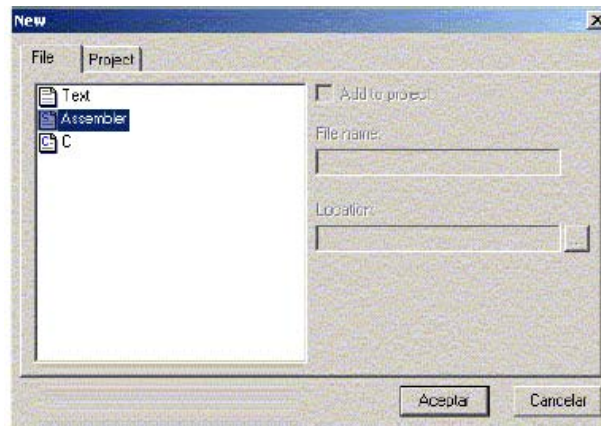 New
File
Project
Text
Assembler
C
Add to project
File name:
Location:
...
Aceptar
Cancelar